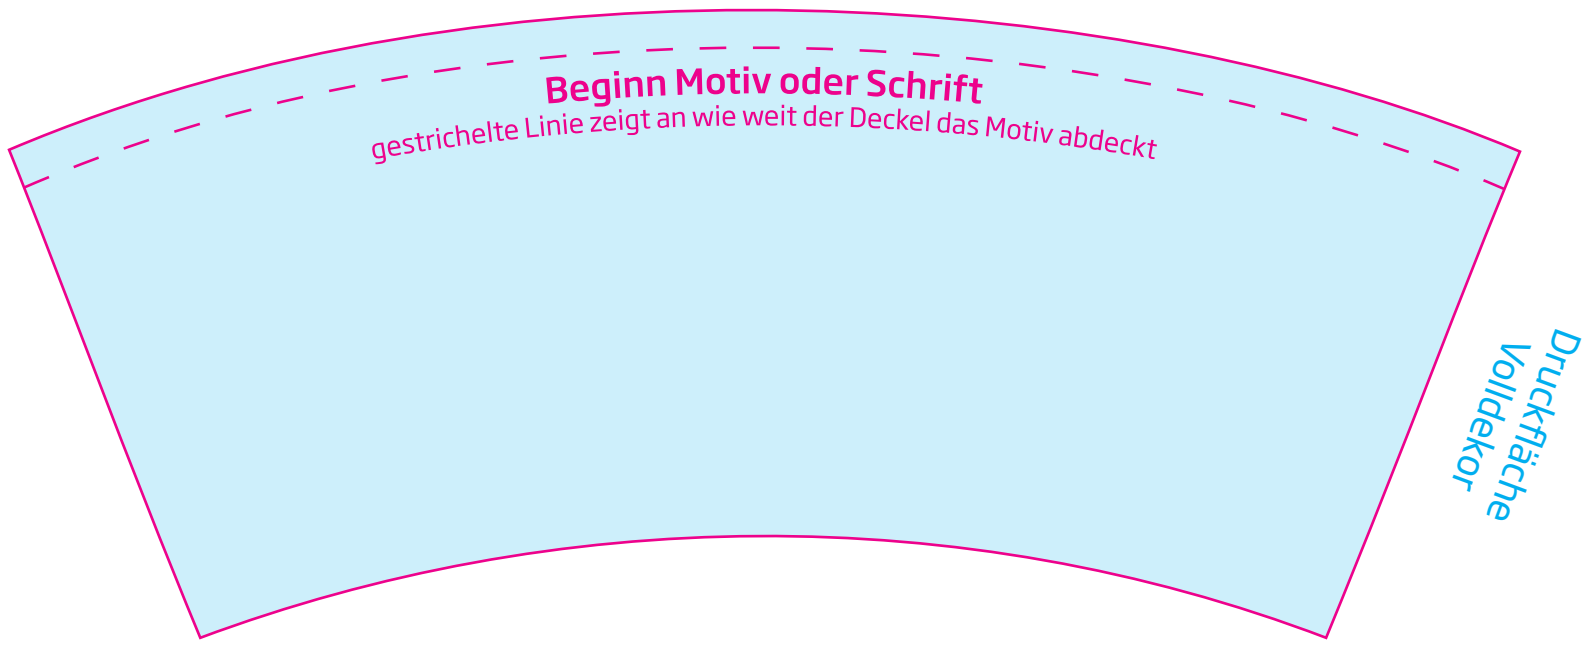 Beginn Motiv oder Schrift
gestrichelte Linie zeigt an wie weit der Deckel das Motiv abdeckt
Druckfläche
Volldekor